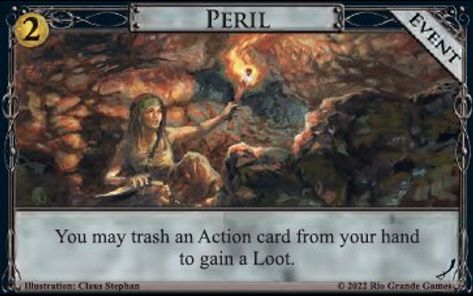 PERIL
2
EVENT
You may trash an Action card from your hand
to gain a Loot.
Illustration: Claus Stephan
© 2022 Rio Grande Games